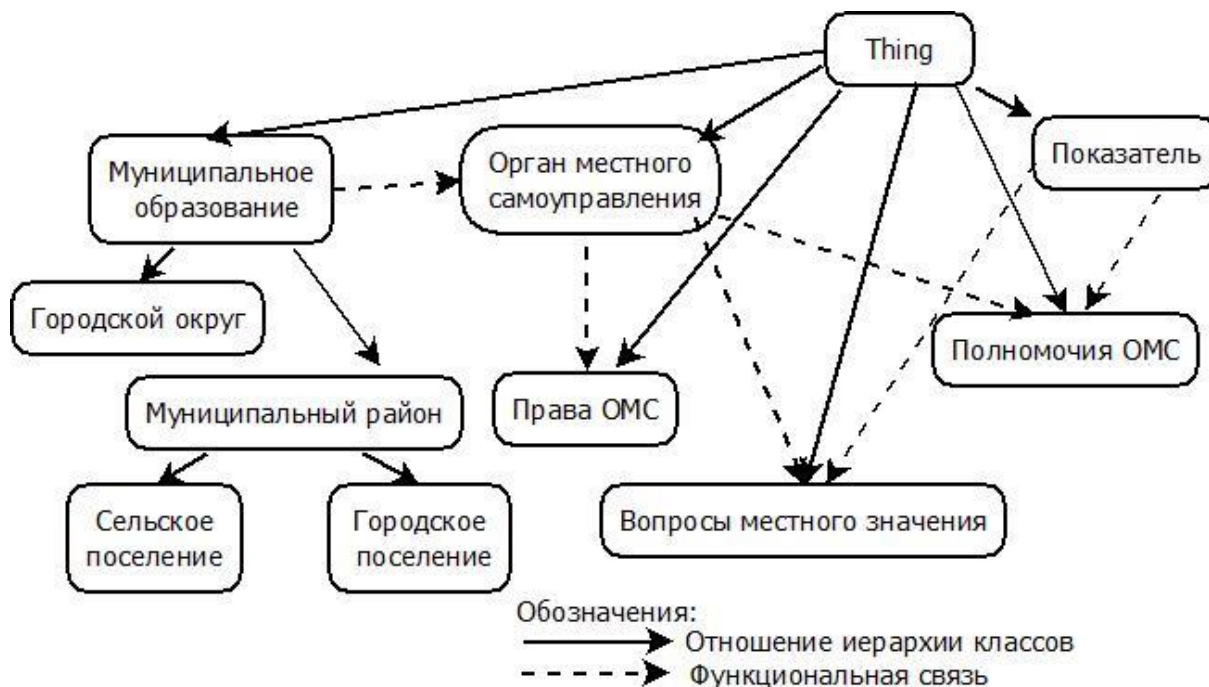 Thing
Муниципальное
образование
Орган местного
самоуправления
Показатель
Городской округ
Полномочия ОМС
Муниципальный район
Права ОМС
Сельское
поселение
Городское
поселение
Вопросы местного значения
Обозначения:
Отношение иерархии классов
Функциональная связь